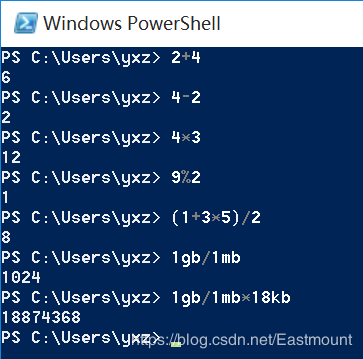 Windows PowerShell
PS C:\Users\yxz> 2+4
6
PS C:\Users\yxz> 4-2
2
PS C:\Users\yxz> 4*3
12
PS C:\Users\yxz> 9%2
1
PS C:\Users\yxz> (1+3*5)/2
8
PS C:\Users\yxz> 1gb/1mb
1024
PS C:\Users\yxz> 1gb/1mb*18kb
18874368
PS C:\Users\yxz> _
https://blog.csdn.net/Eastmount